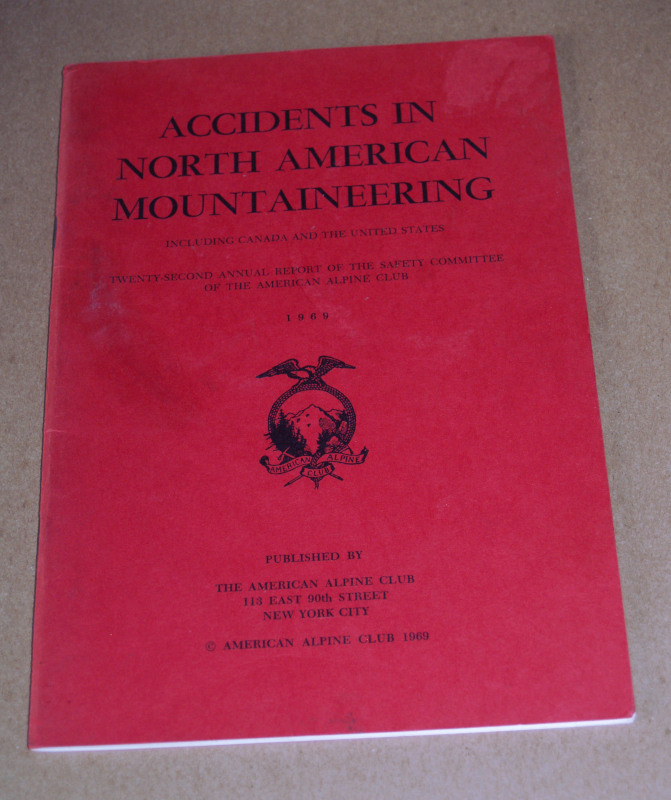 ACCIDENTS IN
NORTH AMERICAN
MOUNTAINEERING
INCLUDING CANADA AND THE UNITED STATES
TWENTY-SECOND ANNUAL REPORT OF THE SAFETY COMMITTEE
OF THE AMERICAN ALPINE CLUB
1969
AMERICAN ALPINE
CLUB
PUBLISHED BY
THE AMERICAN ALPINE CLUB
113 EAST 90th STREET
NEW YORK CITY
© AMERICAN ALPINE CLUB 1969